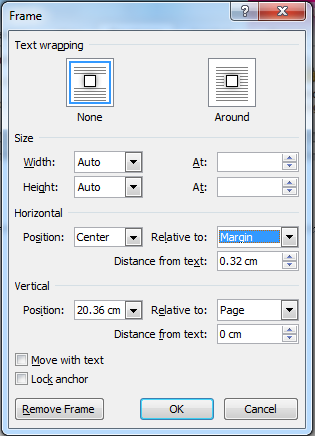 Frame
Text wrapping
None Around
Size
Width: Auto At:
Height: Auto At:
Horizontal
Position: Center Relative to: Margin
Distance from text: 0.32 cm
Vertical
Position: 20.36 cm Relative to: Page
Distance from text: 0 cm
Move with text
Lock anchor
Remove Frame OK Cancel